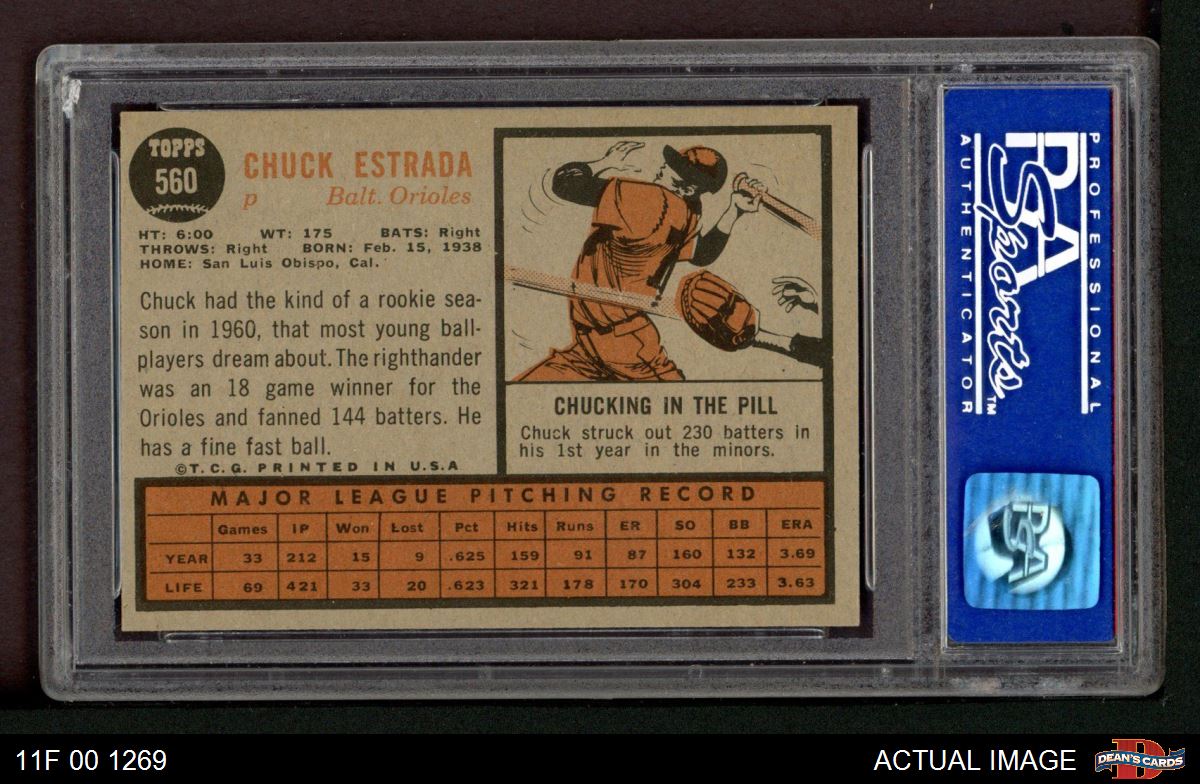 TOPPS
560
CHUCK ESTRADA
p Balt. Orioles
HT: 6:00 WT: 175 BATS: Right
THROWS: Right BORN: Feb. 15, 1938
HOME: San Luis Obispo, Cal.
Chuck had the kind of a rookie sea-
son in 1960, that most young ball-
players dream about. The righthander
was an 18 game winner for the
Orioles and fanned 144 batters. He
has a fine fast ball.
©T.C.G. PRINTED IN U.S.A
CHUCKING IN THE PILL
Chuck struck out 230 batters in
his 1st year in the minors.
MAJOR LEAGUE PITCHING RECORD
Games IP Won Lost Pct Hits Runs ER SO BB ERA
YEAR 33 212 15 9 .625 159 91 87 160 132 3.69
LIFE 69 421 33 20 .623 321 178 170 304 233 3.63
PROFESSIONAL
PSA
Sports™
AUTHENTICATOR
PSA
11F 00 1269
ACTUAL IMAGE
D
DEAN'S CARDS